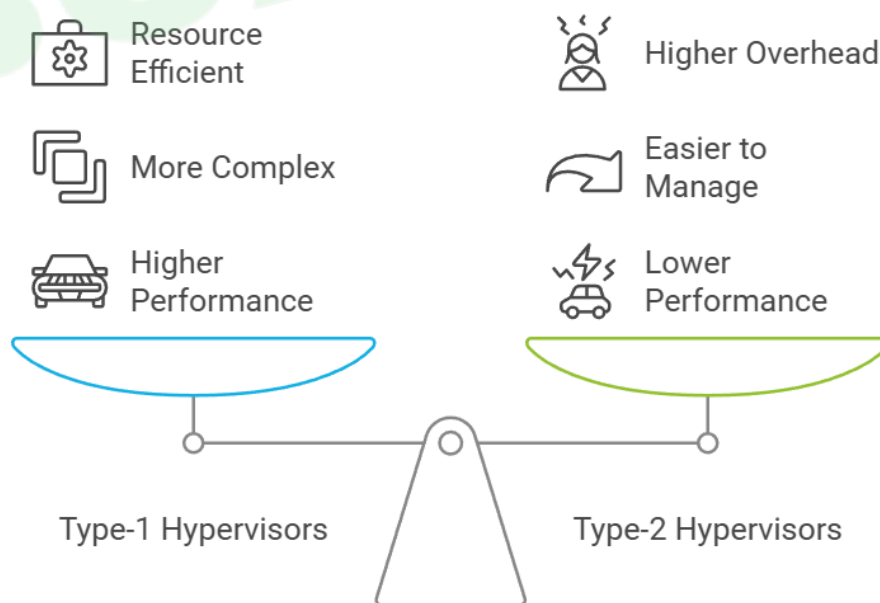 Resource
Efficient
More Complex
Higher
Performance
Type-1 Hypervisors
Higher Overhead
Easier to
Manage
Lower
Performance
Type-2 Hypervisors